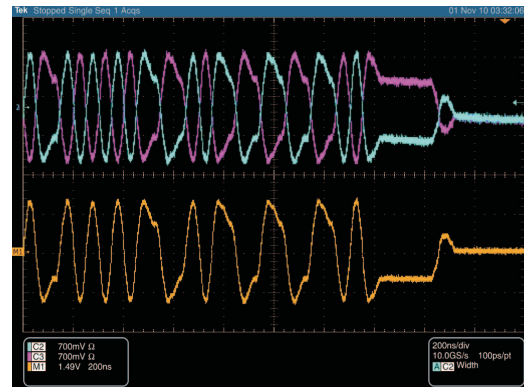 Tek Stopped Single Seq 1 Acqs 01 Nov 10 03:32:06
2
M1
C2 700mV Ω
C3 700mV Ω
M1 1.49V 200ns
200ns/div
10.0GS/s 100ps/pt
A C2 Width